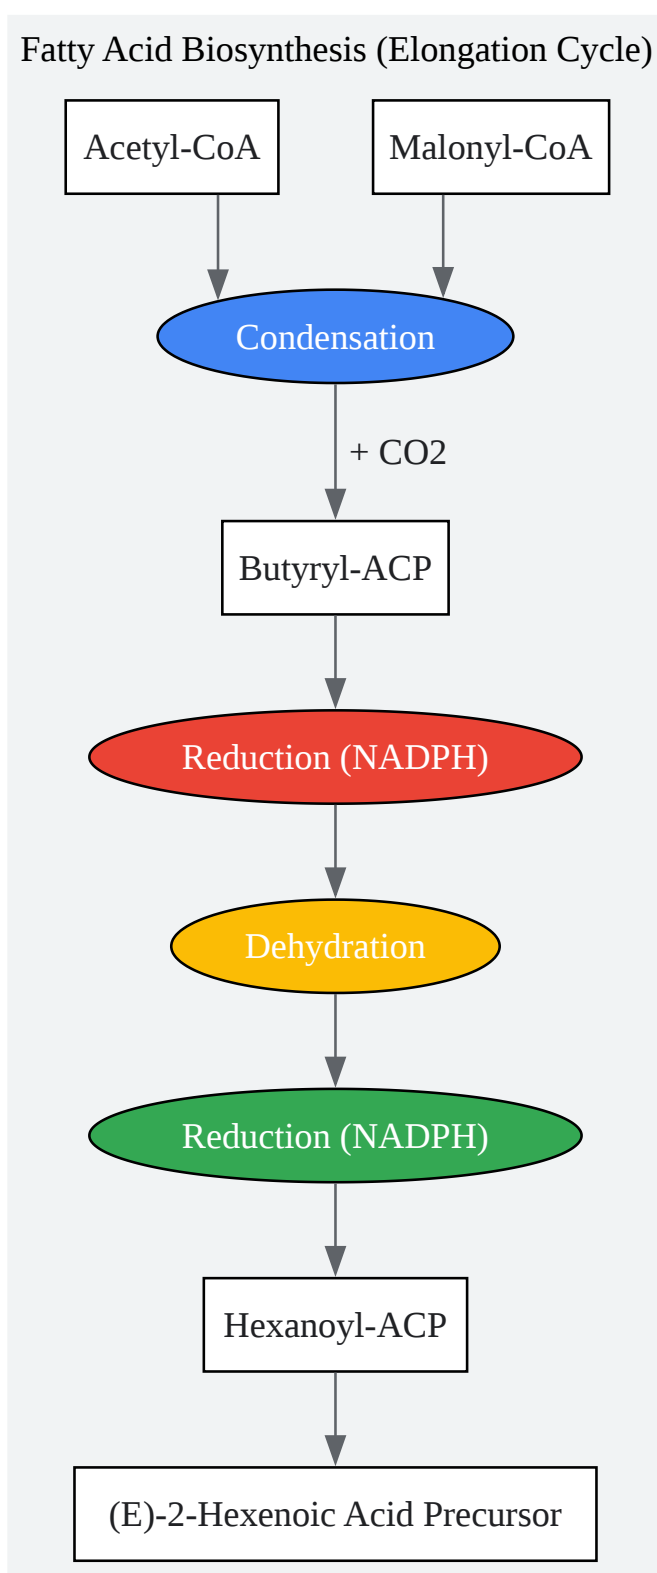 Fatty Acid Biosynthesis (Elongation Cycle)
Acetyl-CoA
Malonyl-CoA
Condensation
+ CO2
Butyryl-ACP
Reduction (NADPH)
Dehydration
Reduction (NADPH)
Hexanoyl-ACP
(E)-2-Hexenoic Acid Precursor